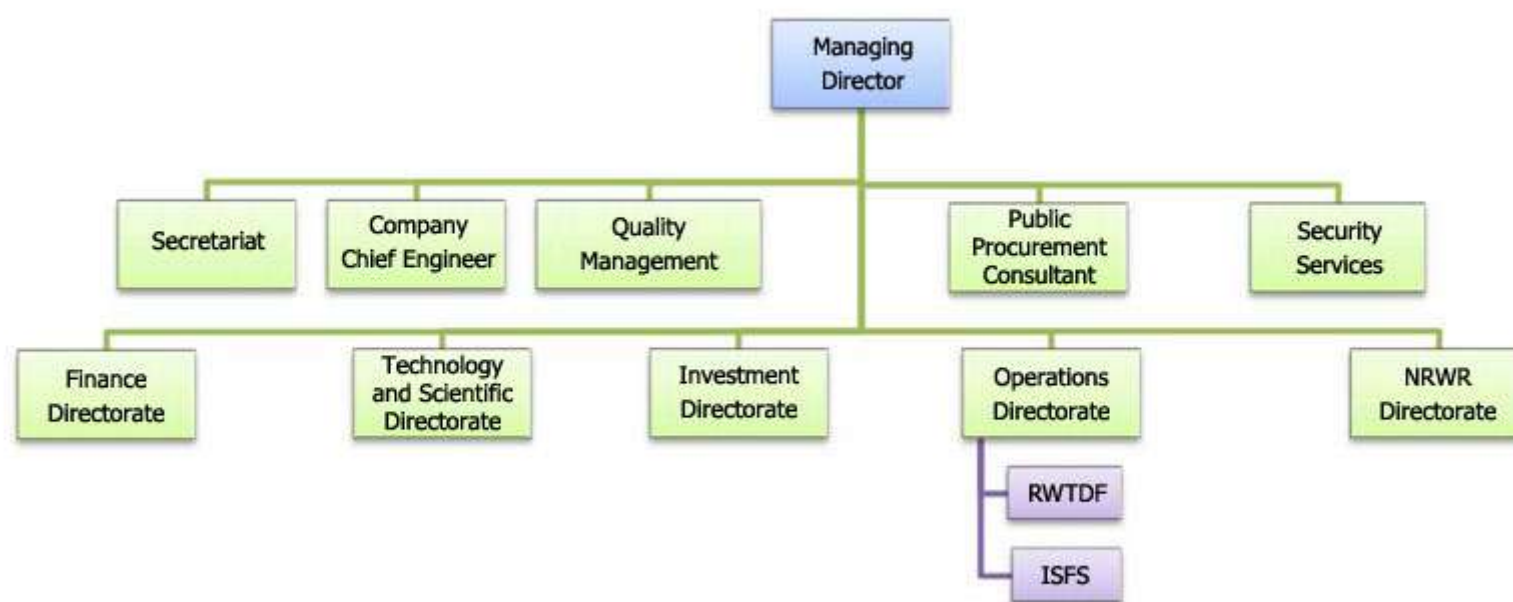 Managing
Director
Secretariat
Company
Chief Engineer
Quality
Management
Public
Procurement
Consultant
Security
Services
Finance
Directorate
Technology
and Scientific
Directorate
Investment
Directorate
Operations
Directorate
NRWR
Directorate
RWTDF
ISFS